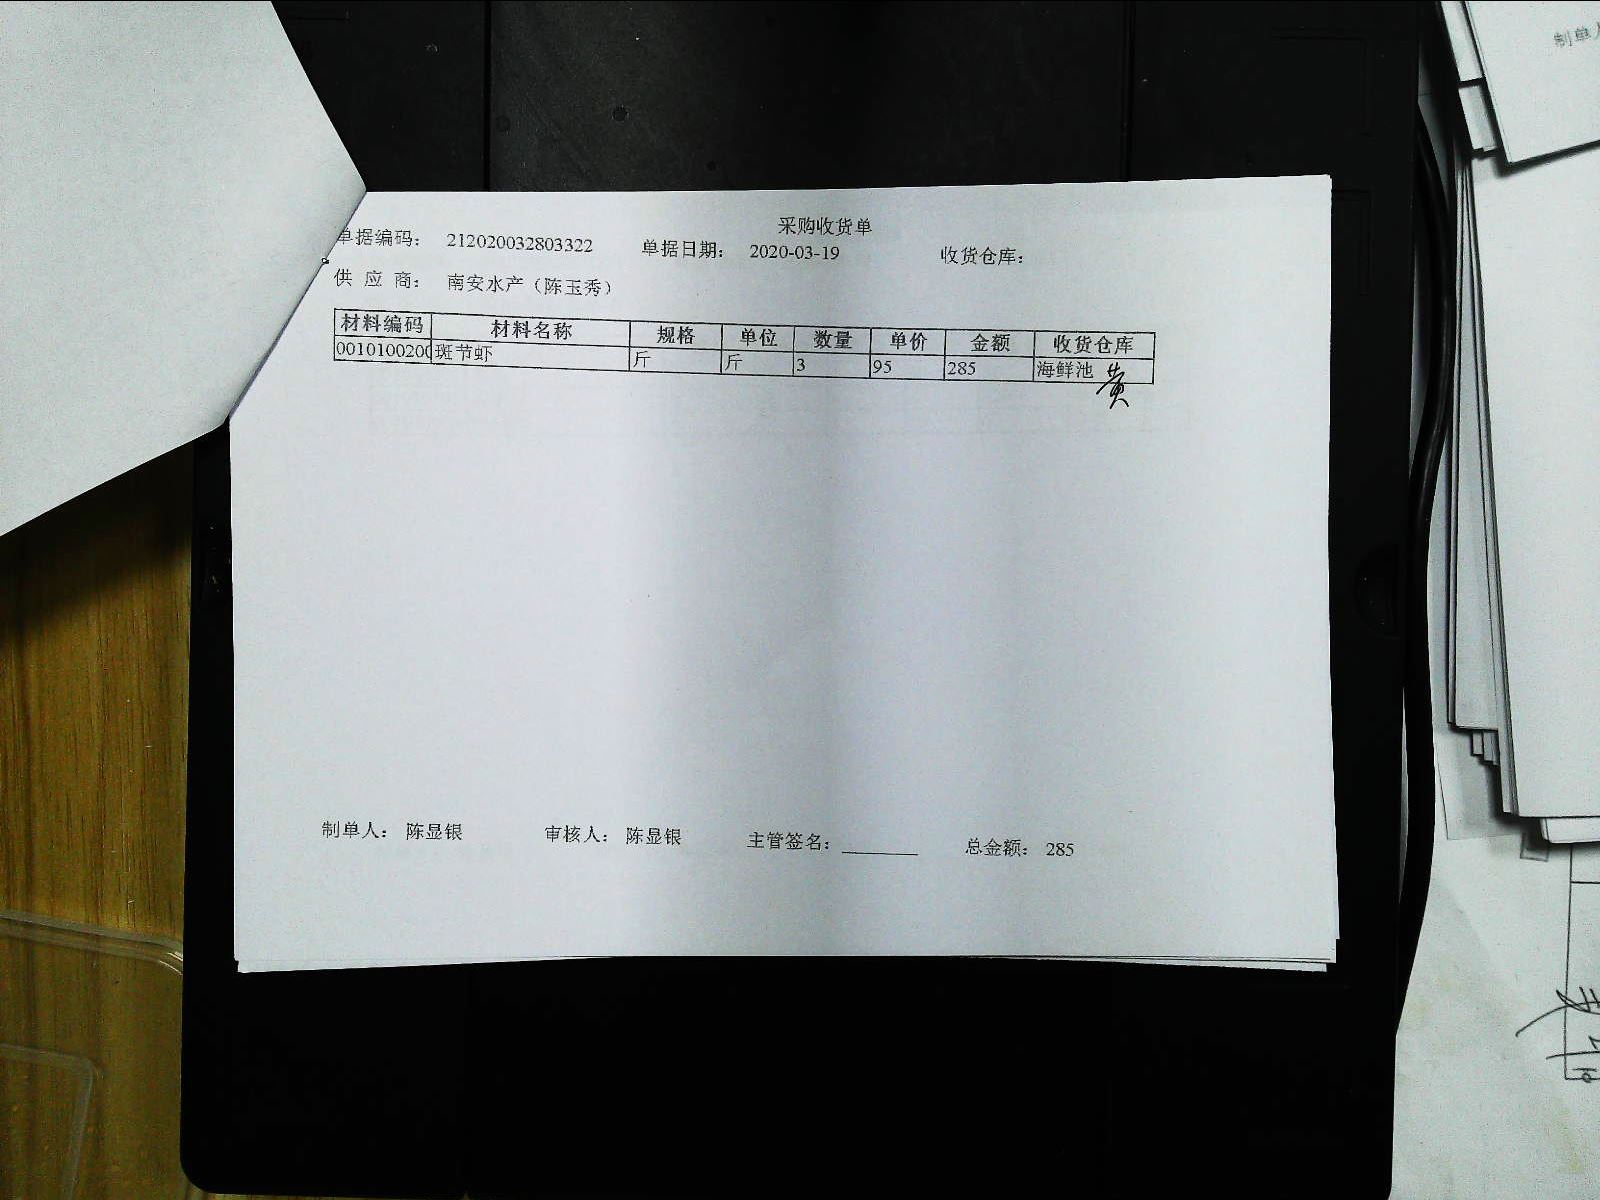 采购收货单
单据编码： 212020032803322 单据日期： 2020-03-19 收货仓库：
供 应 商： 南安水产（陈玉秀）
材料编码 材料名称 规格 单位 数量 单价 金额 收货仓库
0010100200 斑节虾 斤 斤 3 95 285 海鲜池
黄
制单人： 陈显银 审核人： 陈显银 主管签名： 总金额： 285
制单人